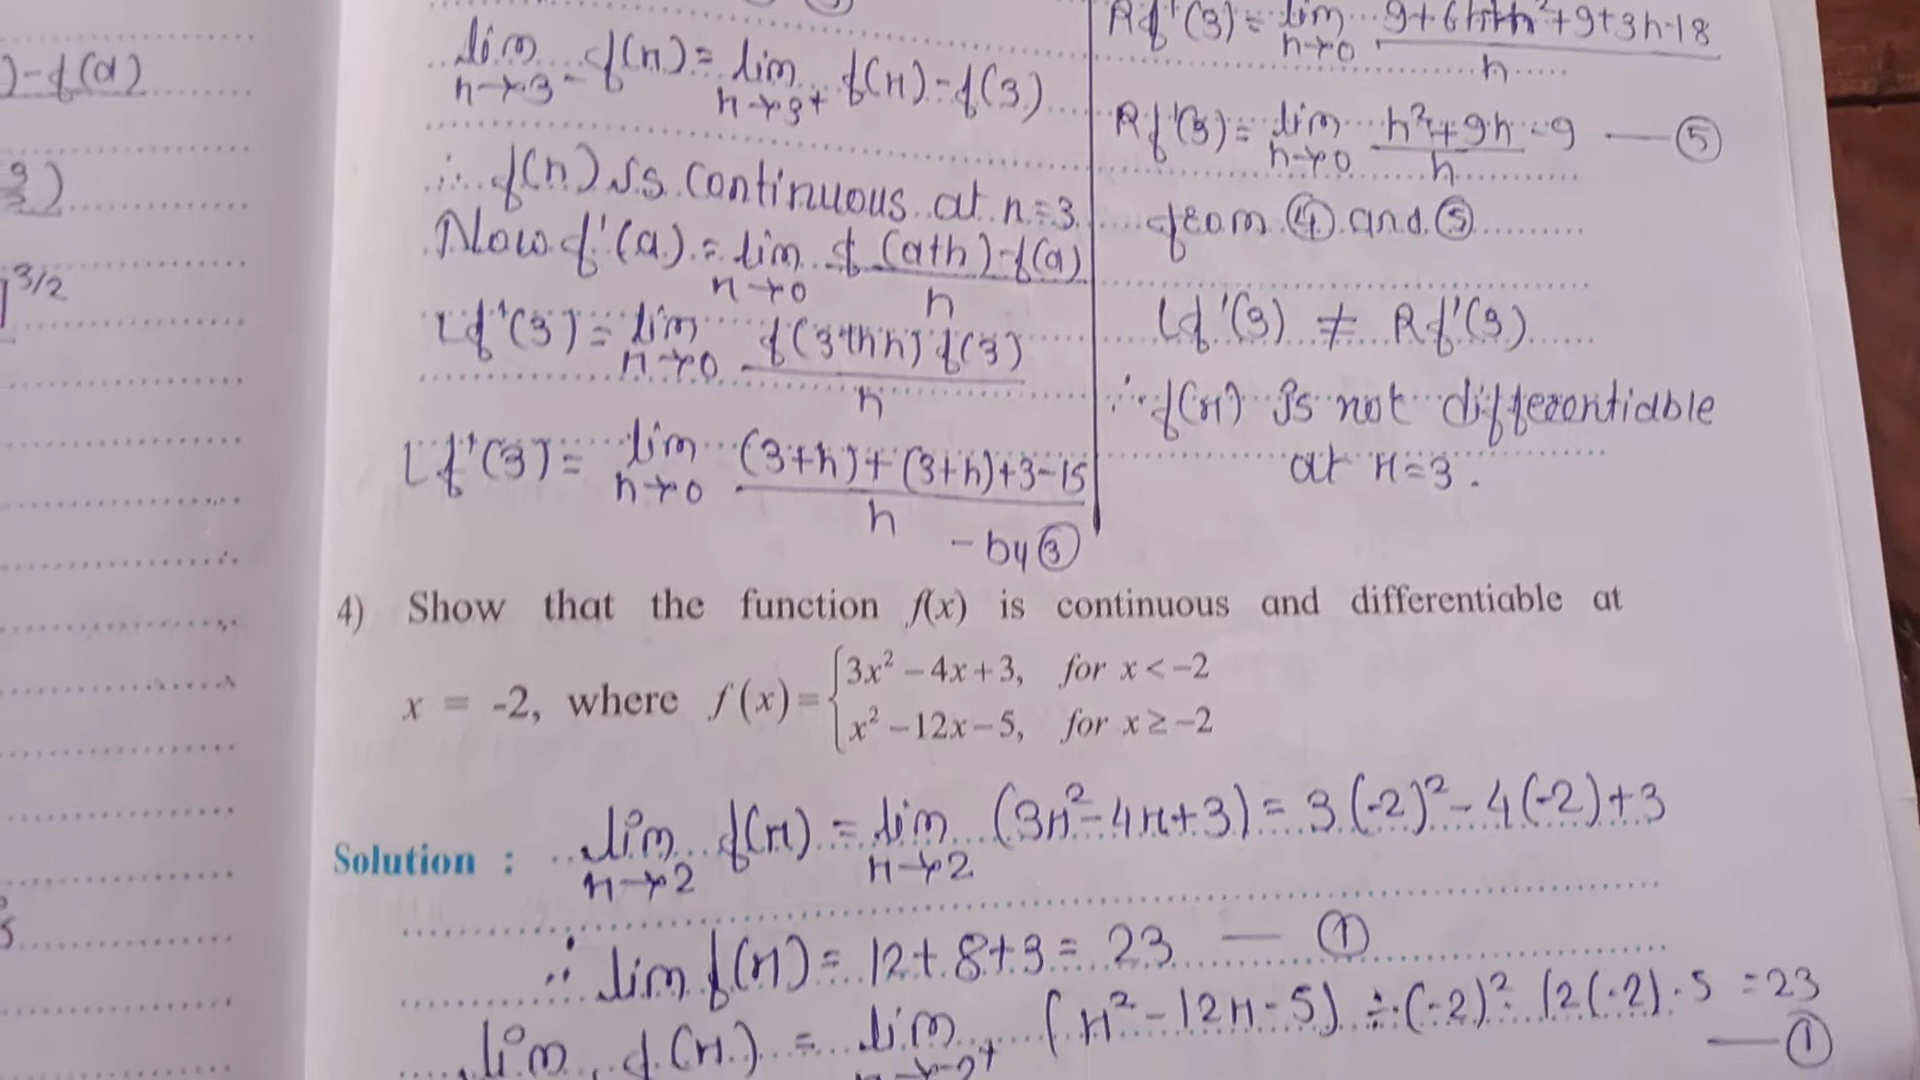 )-f(a)
3/2
lim f(x) = lim f(x)-f(3)
x→3- x→3+
∴ f(x) is continuous at x=3
Now f'(a) = lim f(a+h)-f(a)
h→0 h
Lf'(3) = lim
h→0 h
Lf'(3) = lim (3+h)+(3+h)+3-15
h→0 h
- by ③
Rf'(3) = lim
h→0 h
Rf'(3) = lim h²+9h = 9 — ⑤
h→0 h
from ④ and ⑤
Lf'(3) ≠ Rf'(3)
∴ f(x) is not differentiable
at x=3.
4) Show that the function f(x) is continuous and differentiable at
x = -2, where f(x)= {3x² – 4x+3, for x<–2
x² –12x–5, for x≥–2
Solution : lim f(x) = lim (3x²-4x+3) = 3(-2)²-4(-2)+3
x→2 x→2
∴ lim f(x) = 12+8+3 = 23 — ①
lim f(x) = lim (x²-12x-5) = (-2)²-12(-2)-5 = 23
— ①